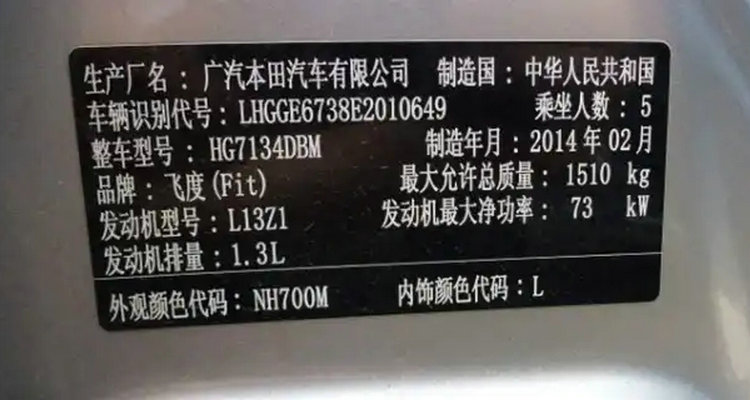 生产厂名：广汽本田汽车有限公司 制造国：中华人民共和国
车辆识别代号：LHGGE6738E2010649 乘坐人数：5
整车型号：HG7134DBM 制造年月：2014年02月
品牌：飞度(Fit) 最大允许总质量：1510 kg
发动机型号：L13Z1 发动机最大净功率：73 kW
发动机排量：1.3L
外观颜色代码：NH700M 内饰颜色代码：L